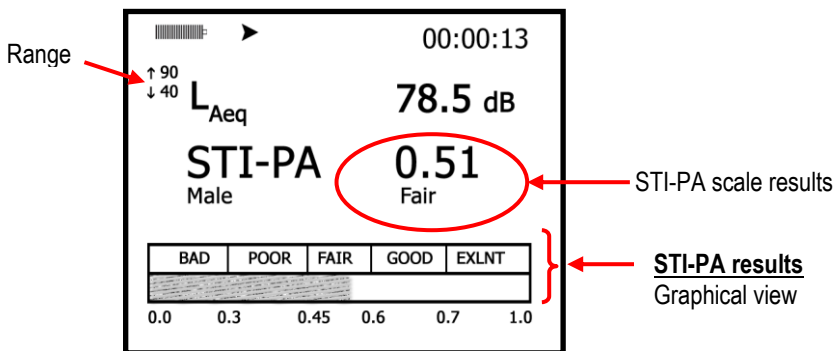 00:00:13
Range
↑ 90
↓ 40
LAeq 78.5 dB
STI-PA 0.51
Male Fair
STI-PA scale results
BAD POOR FAIR GOOD EXLNT
STI-PA results
Graphical view
0.0 0.3 0.45 0.6 0.7 1.0